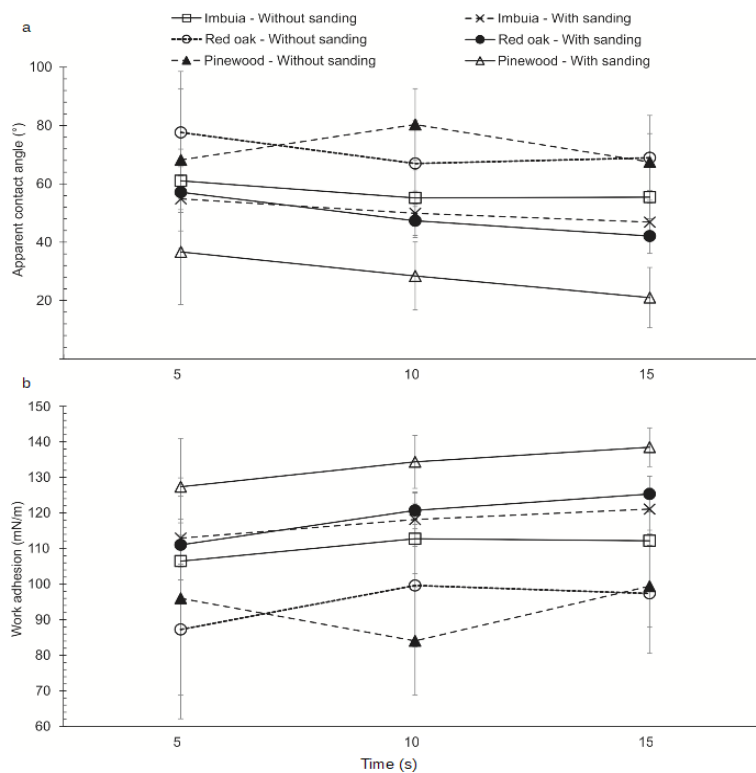 a
Imbuia - Without sanding
Imbuia - With sanding
Red oak - Without sanding
Red oak - With sanding
Pinewood - Without sanding
Pinewood - With sanding
Apparent contact angle (°)
100
80
60
40
20
5 10 15
b
Work adhesion (mN/m)
150
140
130
120
110
100
90
80
70
60
5 10 15
Time (s)